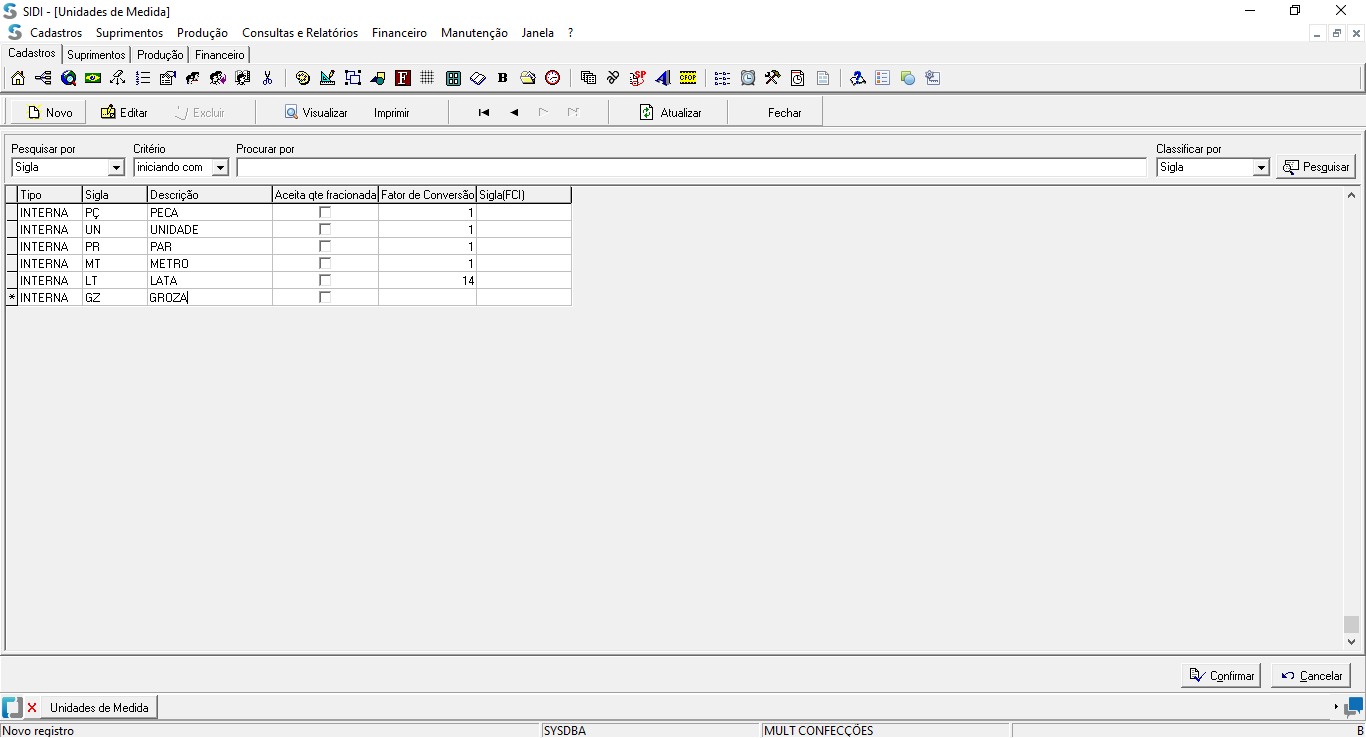 SIDI - [Unidades de Medida]
Cadastros Suprimentos Produção Consultas e Relatórios Financeiro Manutenção Janela ?
Cadastros Suprimentos Produção Financeiro
F B SP CFOP
Novo Editar Excluir Visualizar Imprimir Atualizar Fechar
Pesquisar por Critério Procurar por Classificar por
Sigla iniciando com Sigla Pesquisar
Tipo Sigla Descrição Aceita qte fracionada Fator de Conversão Sigla(FCI)
INTERNA PÇ PECA 1
INTERNA UN UNIDADE 1
INTERNA PR PAR 1
INTERNA MT METRO 1
INTERNA LT LATA 14
* INTERNA GZ GROZA
Confirmar Cancelar
Unidades de Medida
Novo registro SYSDBA MULT CONFECÇÕES B